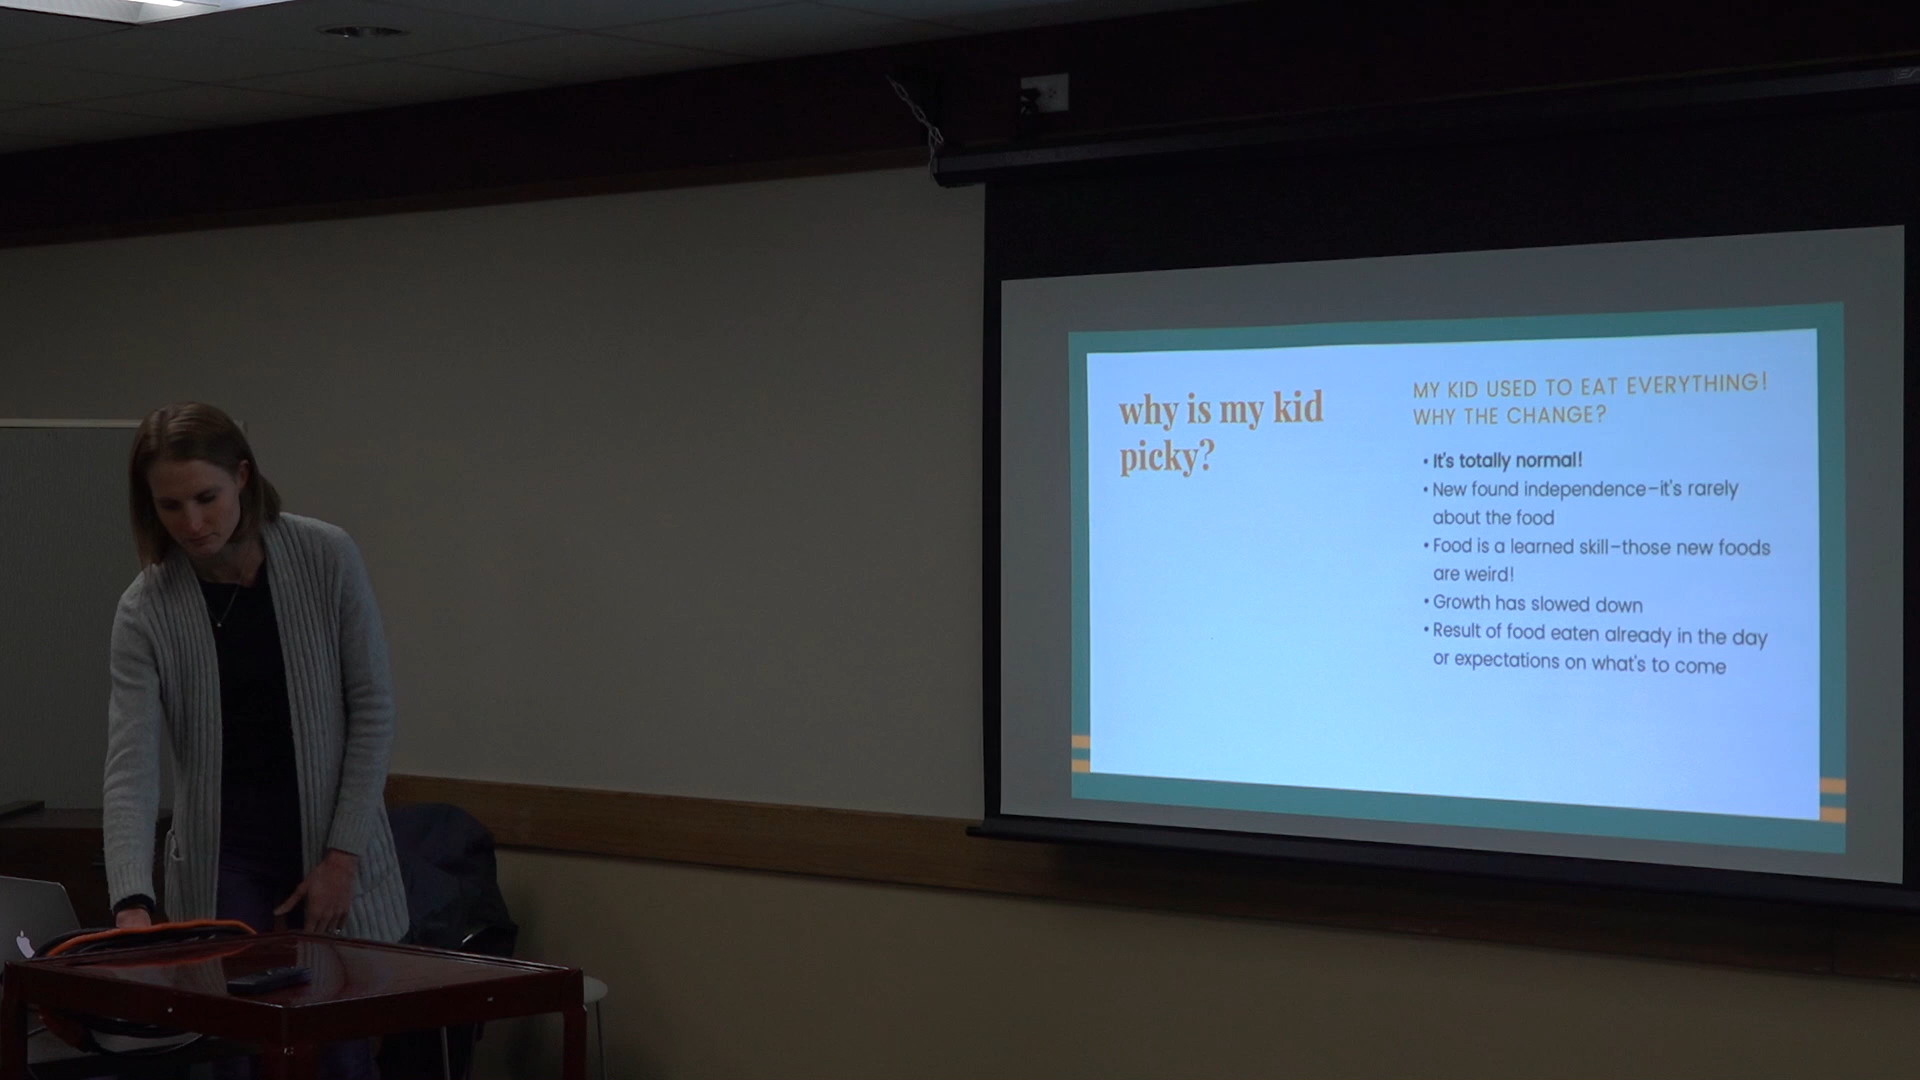 why is my kid
picky?
MY KID USED TO EAT EVERYTHING!
WHY THE CHANGE?
• It's totally normal!
• New found independence–it's rarely
about the food
• Food is a learned skill–those new foods
are weird!
• Growth has slowed down
• Result of food eaten already in the day
or expectations on what's to come